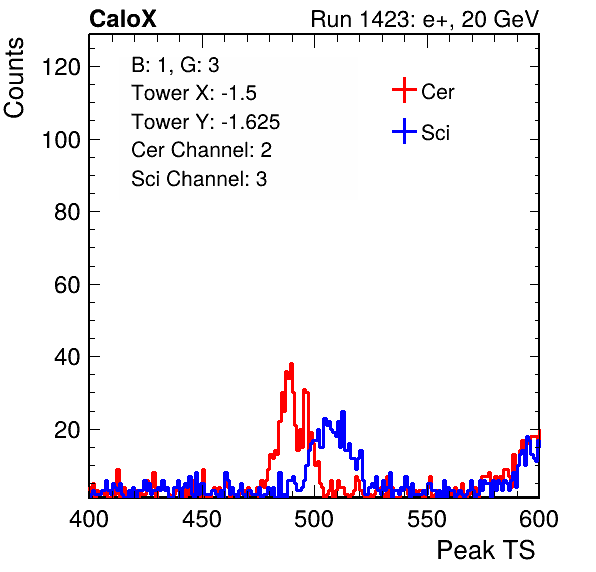 CaloX Run 1423: e+, 20 GeV
Counts
120
100
80
60
40
20
B: 1, G: 3
Tower X: -1.5
Tower Y: -1.625
Cer Channel: 2
Sci Channel: 3
Cer
Sci
400 450 500 550 600
Peak TS